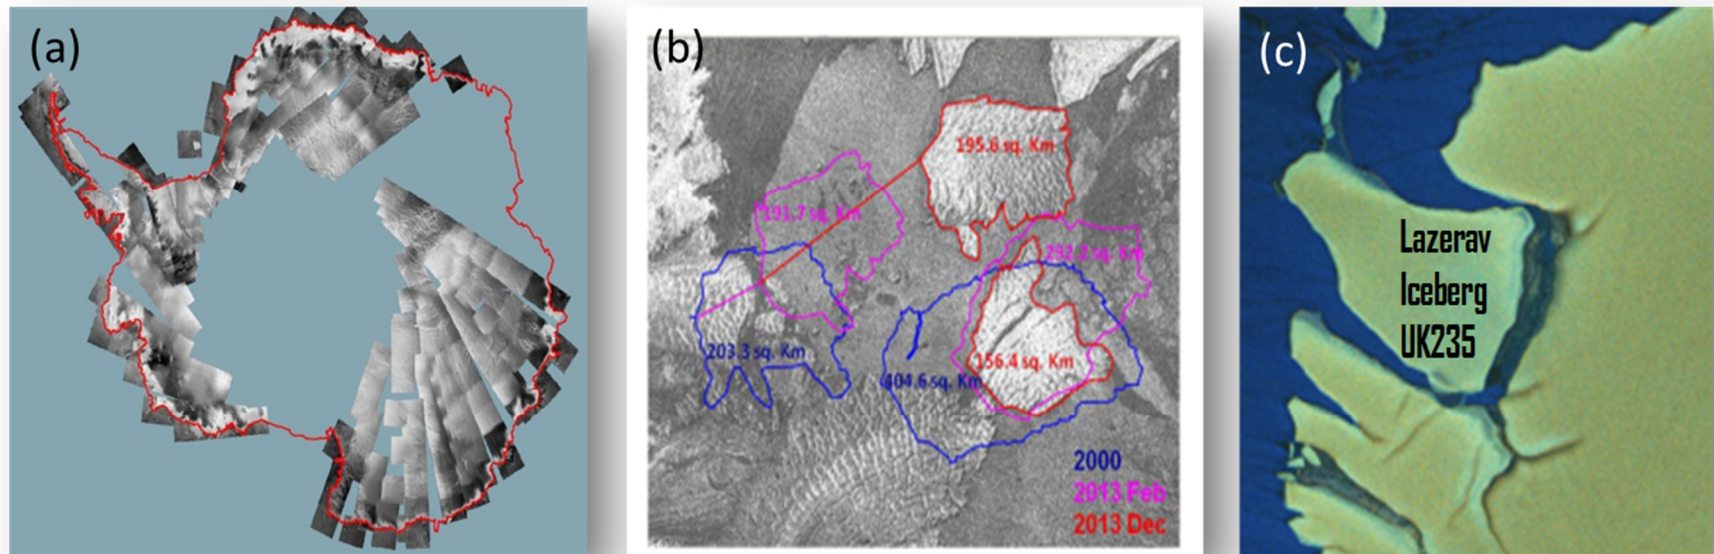 (a)
(b)
195.6 sq. Km
191.7 sq. Km
292.2 sq. Km
203.3 sq. Km
156.4 sq. Km
404.6 sq. Km
2000
2013 Feb
2013 Dec
(c)
Lazerav
Iceberg
UK235